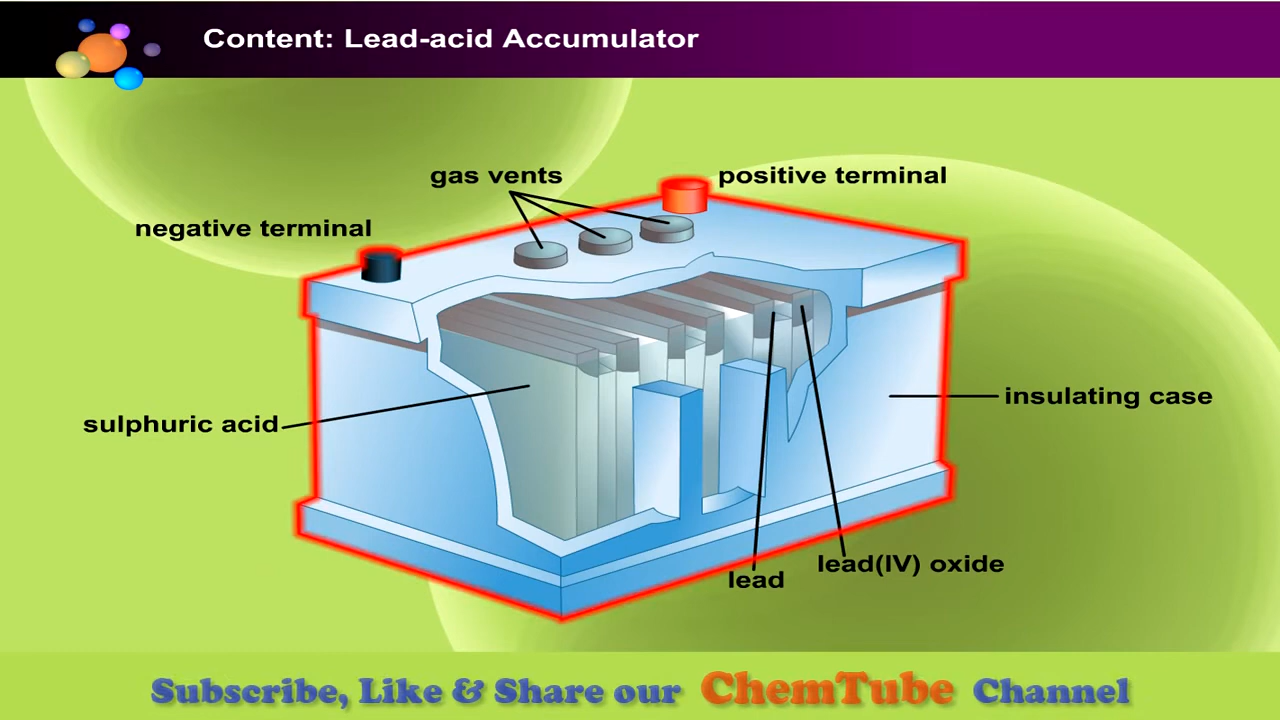 Content: Lead-acid Accumulator
gas vents
positive terminal
negative terminal
sulphuric acid
insulating case
lead(IV) oxide
lead
Subscribe, Like & Share our ChemTube Channel